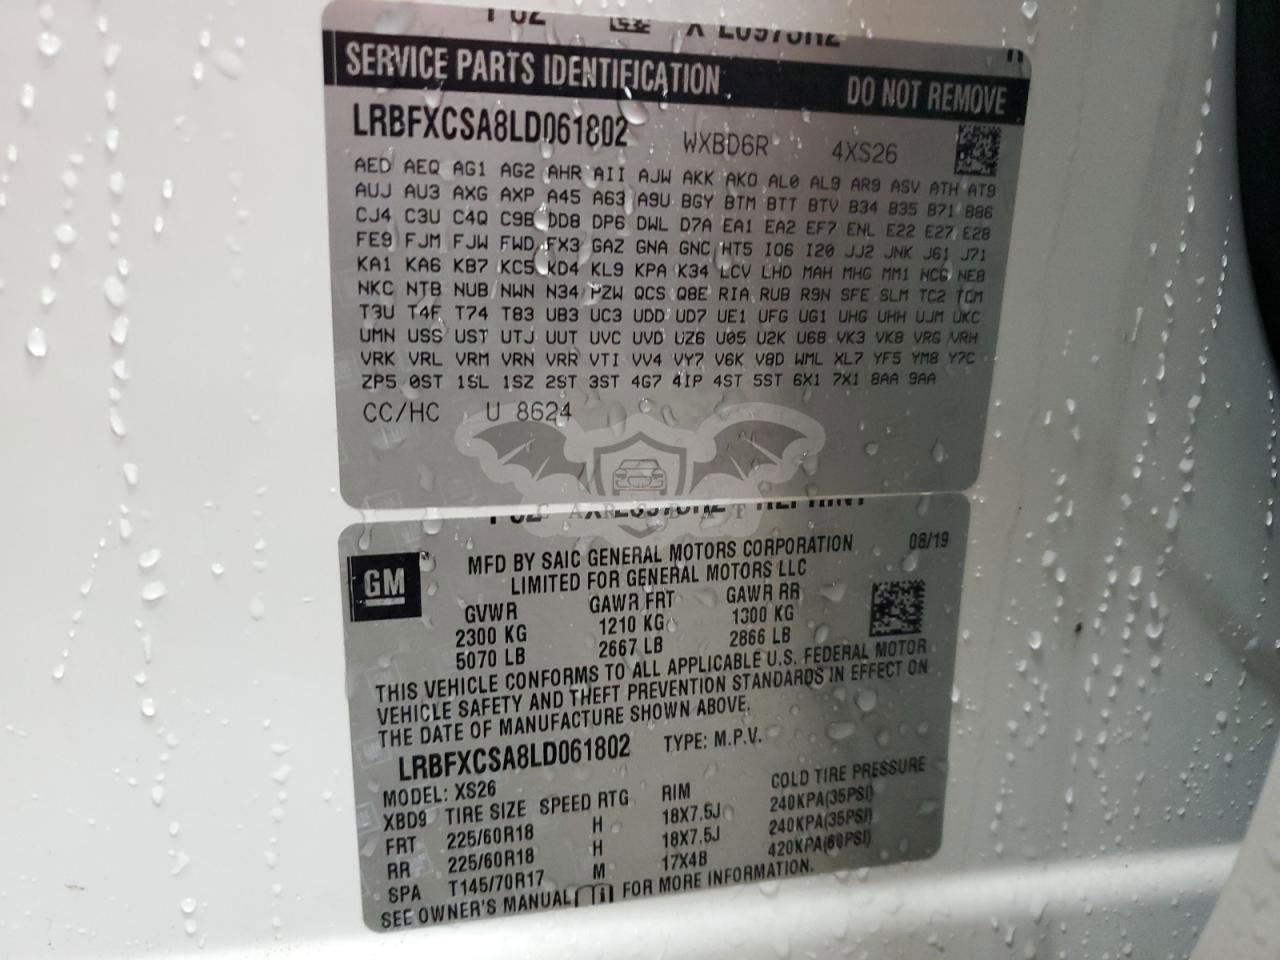 SERVICE PARTS IDENTIFICATION DO NOT REMOVE
LRBFXCSA8LD061802 WXBD6R 4XS26
AED AEQ AG1 AG2 AHR AII AJW AKK AKO AL0 AL9 AR9 ASV ATH AT9
AUJ AU3 AXG AXP A45 A63 A9U BGY BTM BTT BTV B34 B35 B71 B86
CJ4 C3U C4Q C9B DD8 DP6 DWL D7A EA1 EA2 EF7 ENL E22 E27 E28
FE9 FJM FJW FWD FX3 GAZ GNA GNC HT5 IO6 I20 JJ2 JNK J61 J71
KA1 KA6 KB7 KC5 KD4 KL9 KPA K34 LCV LHD MAH MHG MM1 NCG NE8
NKC NTB NUB NWN N34 PZW QCS Q8E RIA RUB R9N SFE SLM TC2 TCM
T3U T4F T74 T83 UB3 UC3 UDD UD7 UE1 UFG UG1 UHG UHH UJM UKC
UMN USS UST UTJ UUT UVC UVD UZ6 U05 U2K U68 VK3 VK8 VRG VRH
VRK VRL VRM VRN VRR VTI VV4 VY7 V6K V8D WML XL7 YF5 YM8 Y7C
ZP5 0ST 1SL 1SZ 2ST 3ST 4G7 4IP 4ST 5ST 6X1 7X1 8AA 9AA
CC/HC U 8624
CARSBAT
GM
MFD BY SAIC GENERAL MOTORS CORPORATION 08/19
LIMITED FOR GENERAL MOTORS LLC
GVWR GAWR FRT GAWR RR
2300 KG 1210 KG 1300 KG
5070 LB 2667 LB 2866 LB
THIS VEHICLE CONFORMS TO ALL APPLICABLE U.S. FEDERAL MOTOR
VEHICLE SAFETY AND THEFT PREVENTION STANDARDS IN EFFECT ON
THE DATE OF MANUFACTURE SHOWN ABOVE.
LRBFXCSA8LD061802 TYPE: M.P.V.
MODEL: XS26
XBD9 TIRE SIZE SPEED RTG RIM COLD TIRE PRESSURE
FRT 225/60R18 H 18X7.5J 240KPA(35PSI)
RR 225/60R18 H 18X7.5J 240KPA(35PSI)
SPA T145/70R17 M 17X4B 420KPA(60PSI)
SEE OWNER'S MANUAL FOR MORE INFORMATION.